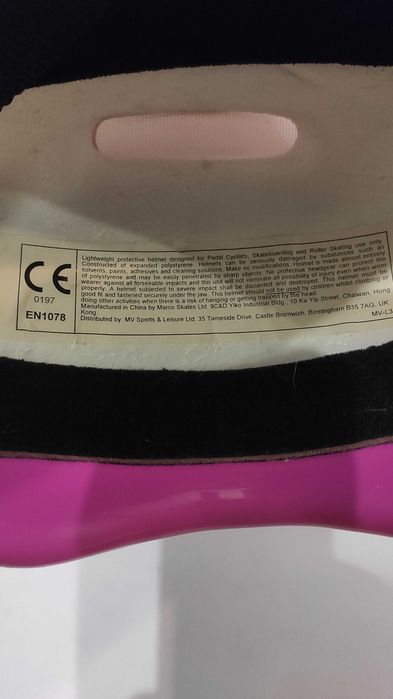 CE
0197
EN1078
Lightweight protective helmet designed for Pedal Cyclists, Skateboarding and Roller Skating use only
Constructed of expanded polystyrene. Helmets can be seriously damaged by substances such as
solvents, paints, adhesives and cleaning solutions. Make no modifications. Helmet is made almost entirely
of polystyrene and may be easily penetrated by sharp objects. No protective headgear can protect the
wearer against all forseeable impacts and this unit will not eliminate all possibility of injury even when worn
properly. A helmet subjected to severe impact shall be discarded and destroyed. This helmet must be
good fit and fastened securely under the jaw. This helmet should not be used by children whilst climbing or
doing other activities when there is a risk of hanging or getting trapped by the head.
Manufactured in China by Marco Skates Ltd. 9C&D Yiko Industrial Bldg., 10 Ka Yip Street, Chaiwan, Hong
Kong.
Distributed by: MV Sports & Leisure Ltd. 35 Tameside Drive, Castle Bromwich, Birmingham B35 7AG, UK
MV-L3